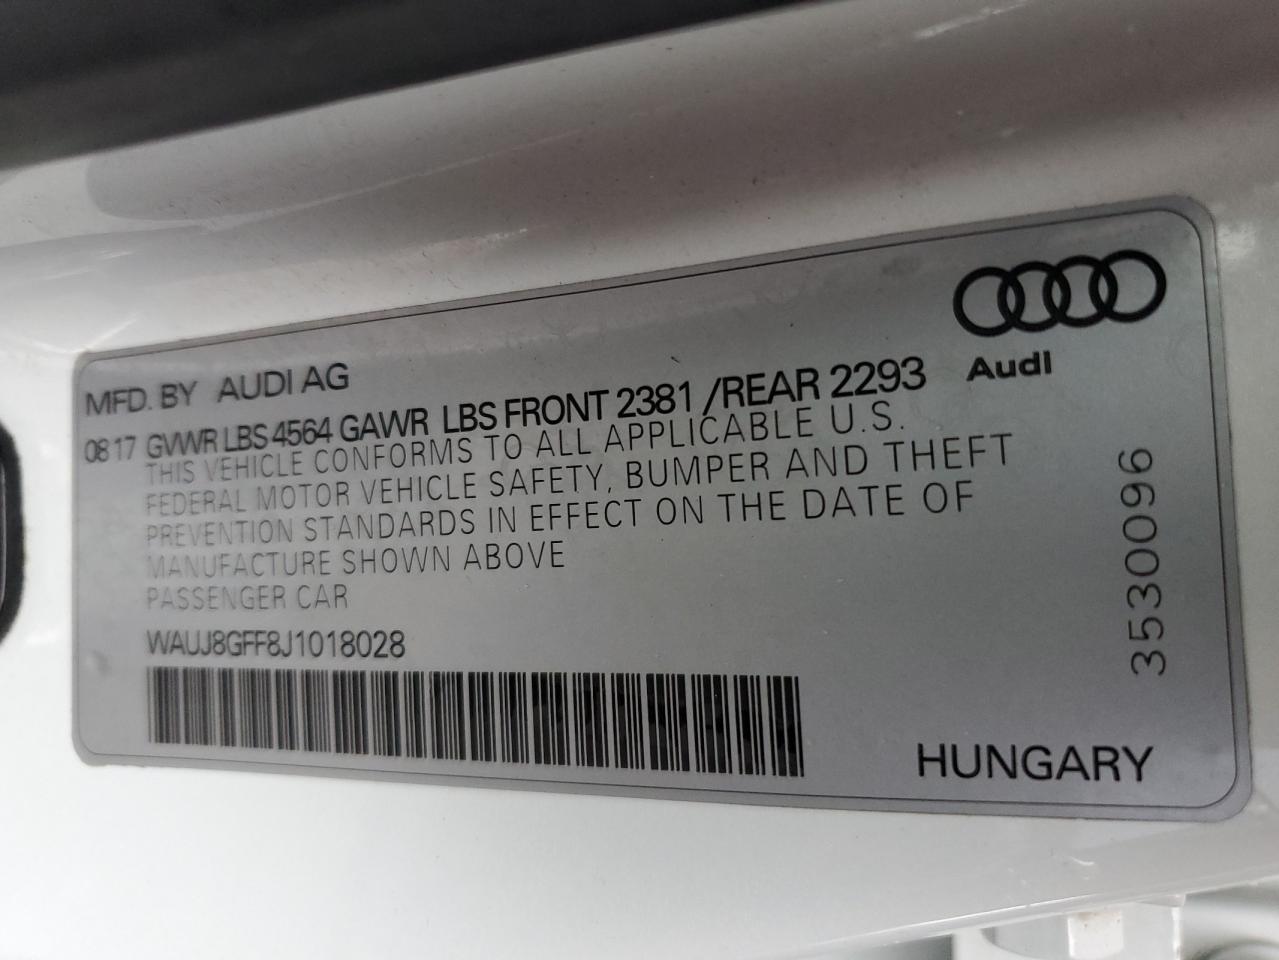 Audi
MFD. BY AUDI AG
08 17 GVWR LBS 4564 GAWR LBS FRONT 2381 /REAR 2293
THIS VEHICLE CONFORMS TO ALL APPLICABLE U.S.
FEDERAL MOTOR VEHICLE SAFETY, BUMPER AND THEFT
PREVENTION STANDARDS IN EFFECT ON THE DATE OF
MANUFACTURE SHOWN ABOVE
PASSENGER CAR
WAUJ8GFF8J1018028
3530096
HUNGARY